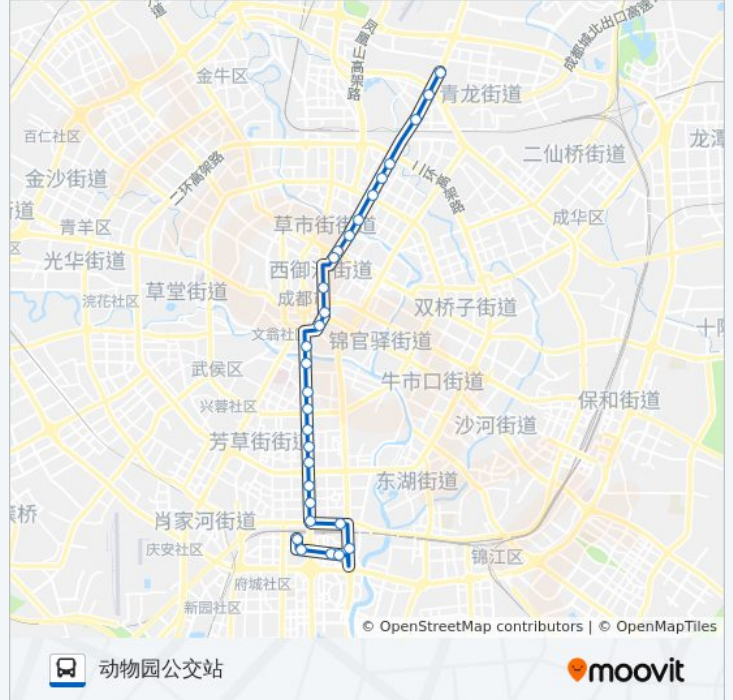 凤凰山高架路
成都城北出口高速
金牛区
青龙街道
百仁社区
二仙桥街道
龙潭
金沙街道
二环高架路
二环高架路
成华区
青羊区
草市街街道
光华街道
西御河街道
草堂街道
成都市
浣花社区
双桥子街道
文翁社
锦官驿街道
武侯区
牛市口街道
兴蓉社区
保和街道
沙河街道
芳草街街道
东湖街道
肖家河街道
庆安社区
锦江区
府城社区
新园社区
© OpenStreetMap contributors | © OpenMapTiles
动物园公交站
moovit